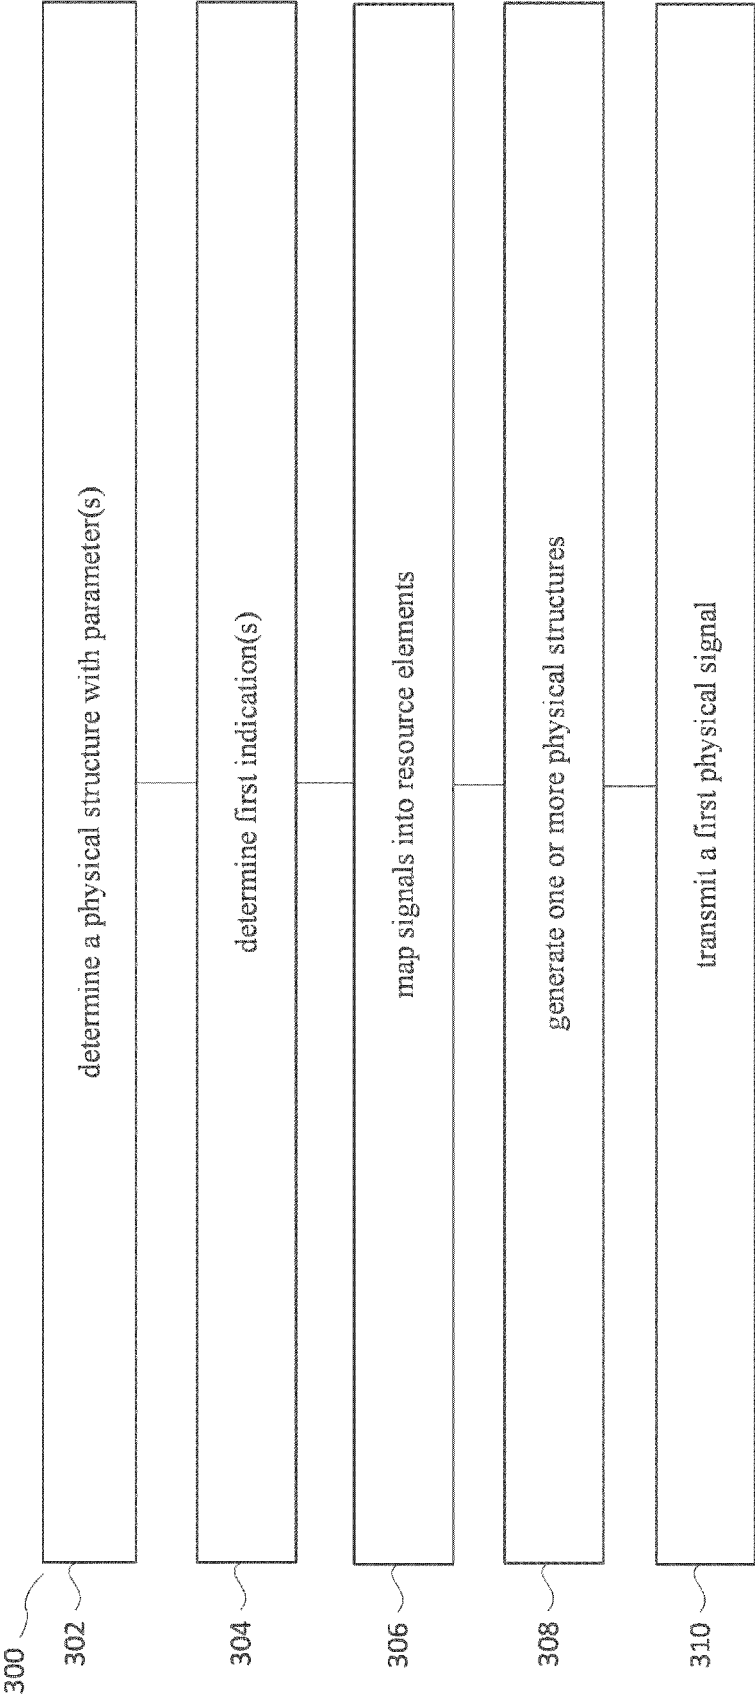 300
302
determine a physical structure with parameter(s)
304
determine first indication(s)
306
map signals into resource elements
308
generate one or more physical structures
310
transmit a first physical signal